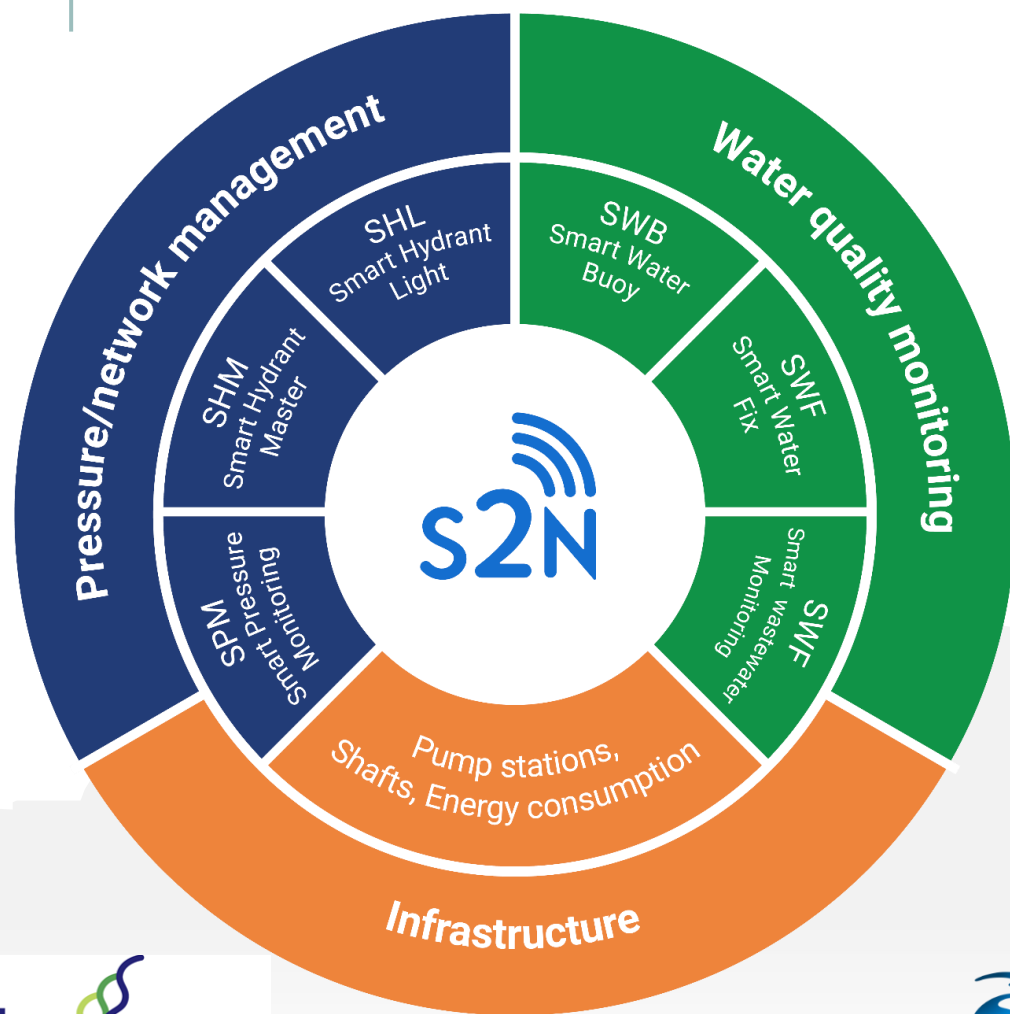 Pressure/network management
Water quality monitoring
SHL
Smart Hydrant
Light
SWB
Smart Water
Buoy
SHM
Smart Hydrant
Master
SWF
Smart Water
Fix
S2N
SPM
Smart Pressure
Monitoring
SWF
Smart wastewater
Monitoring
Pump stations,
Shafts, Energy consumption
Infrastructure